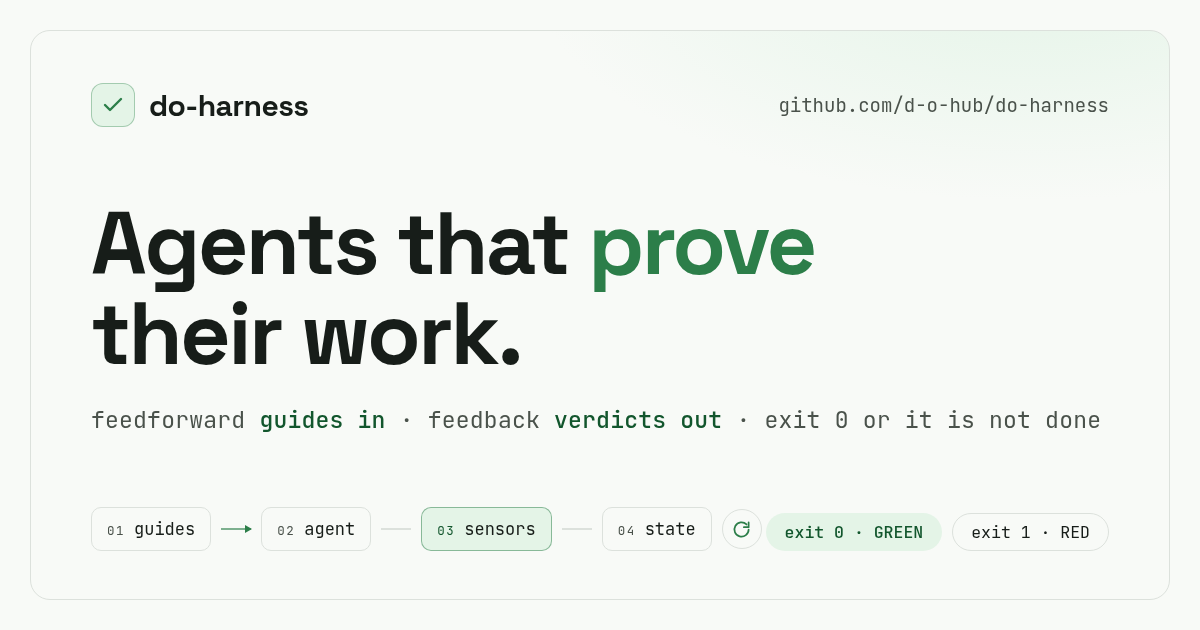 do-harness
github.com/d-o-hub/do-harness
Agents that prove
their work.
feedforward guides in · feedback verdicts out · exit 0 or it is not done
01 guides 02 agent 03 sensors 04 state exit 0 · GREEN exit 1 · RED